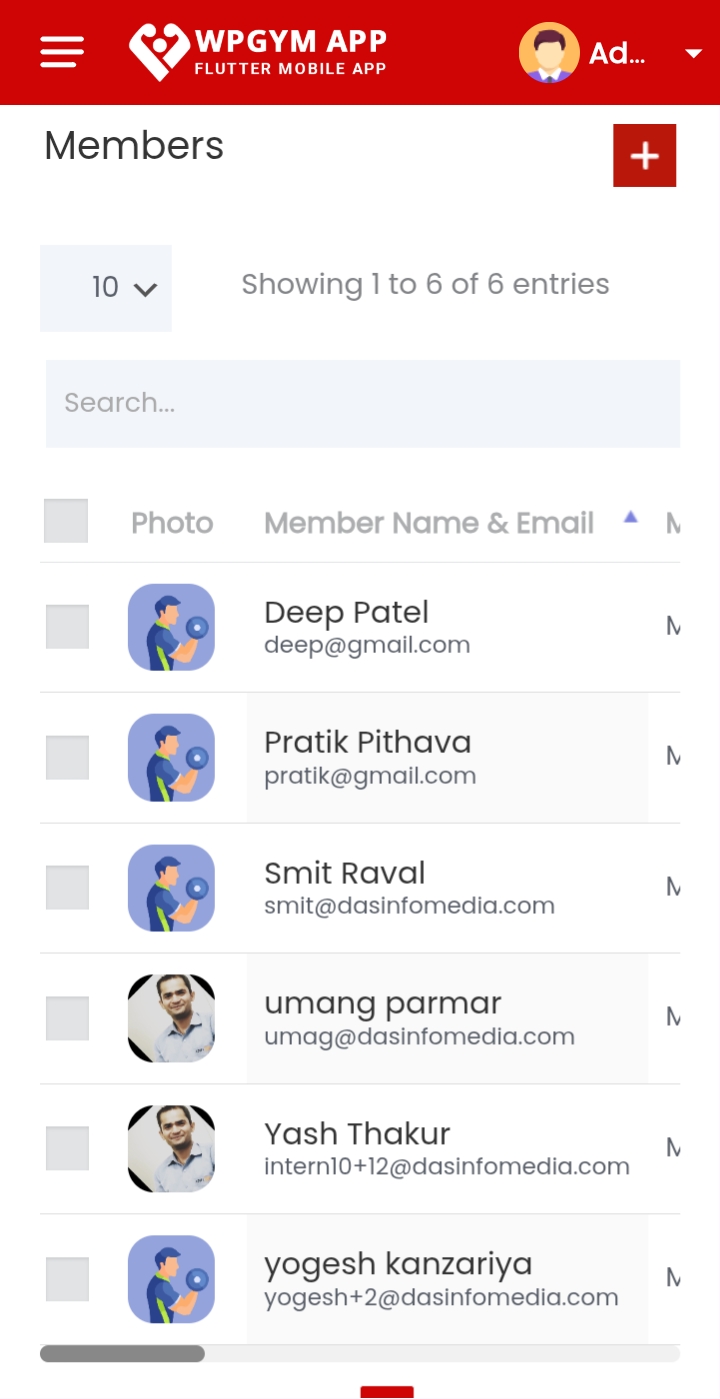 WPGYM APP
FLUTTER MOBILE APP
Ad...
Members
10
Showing 1 to 6 of 6 entries
Search...
Photo Member Name & Email
Deep Patel
deep@gmail.com
Pratik Pithava
pratik@gmail.com
Smit Raval
smit@dasinfomedia.com
umang parmar
umag@dasinfomedia.com
Yash Thakur
intern10+12@dasinfomedia.com
yogesh kanzariya
yogesh+2@dasinfomedia.com